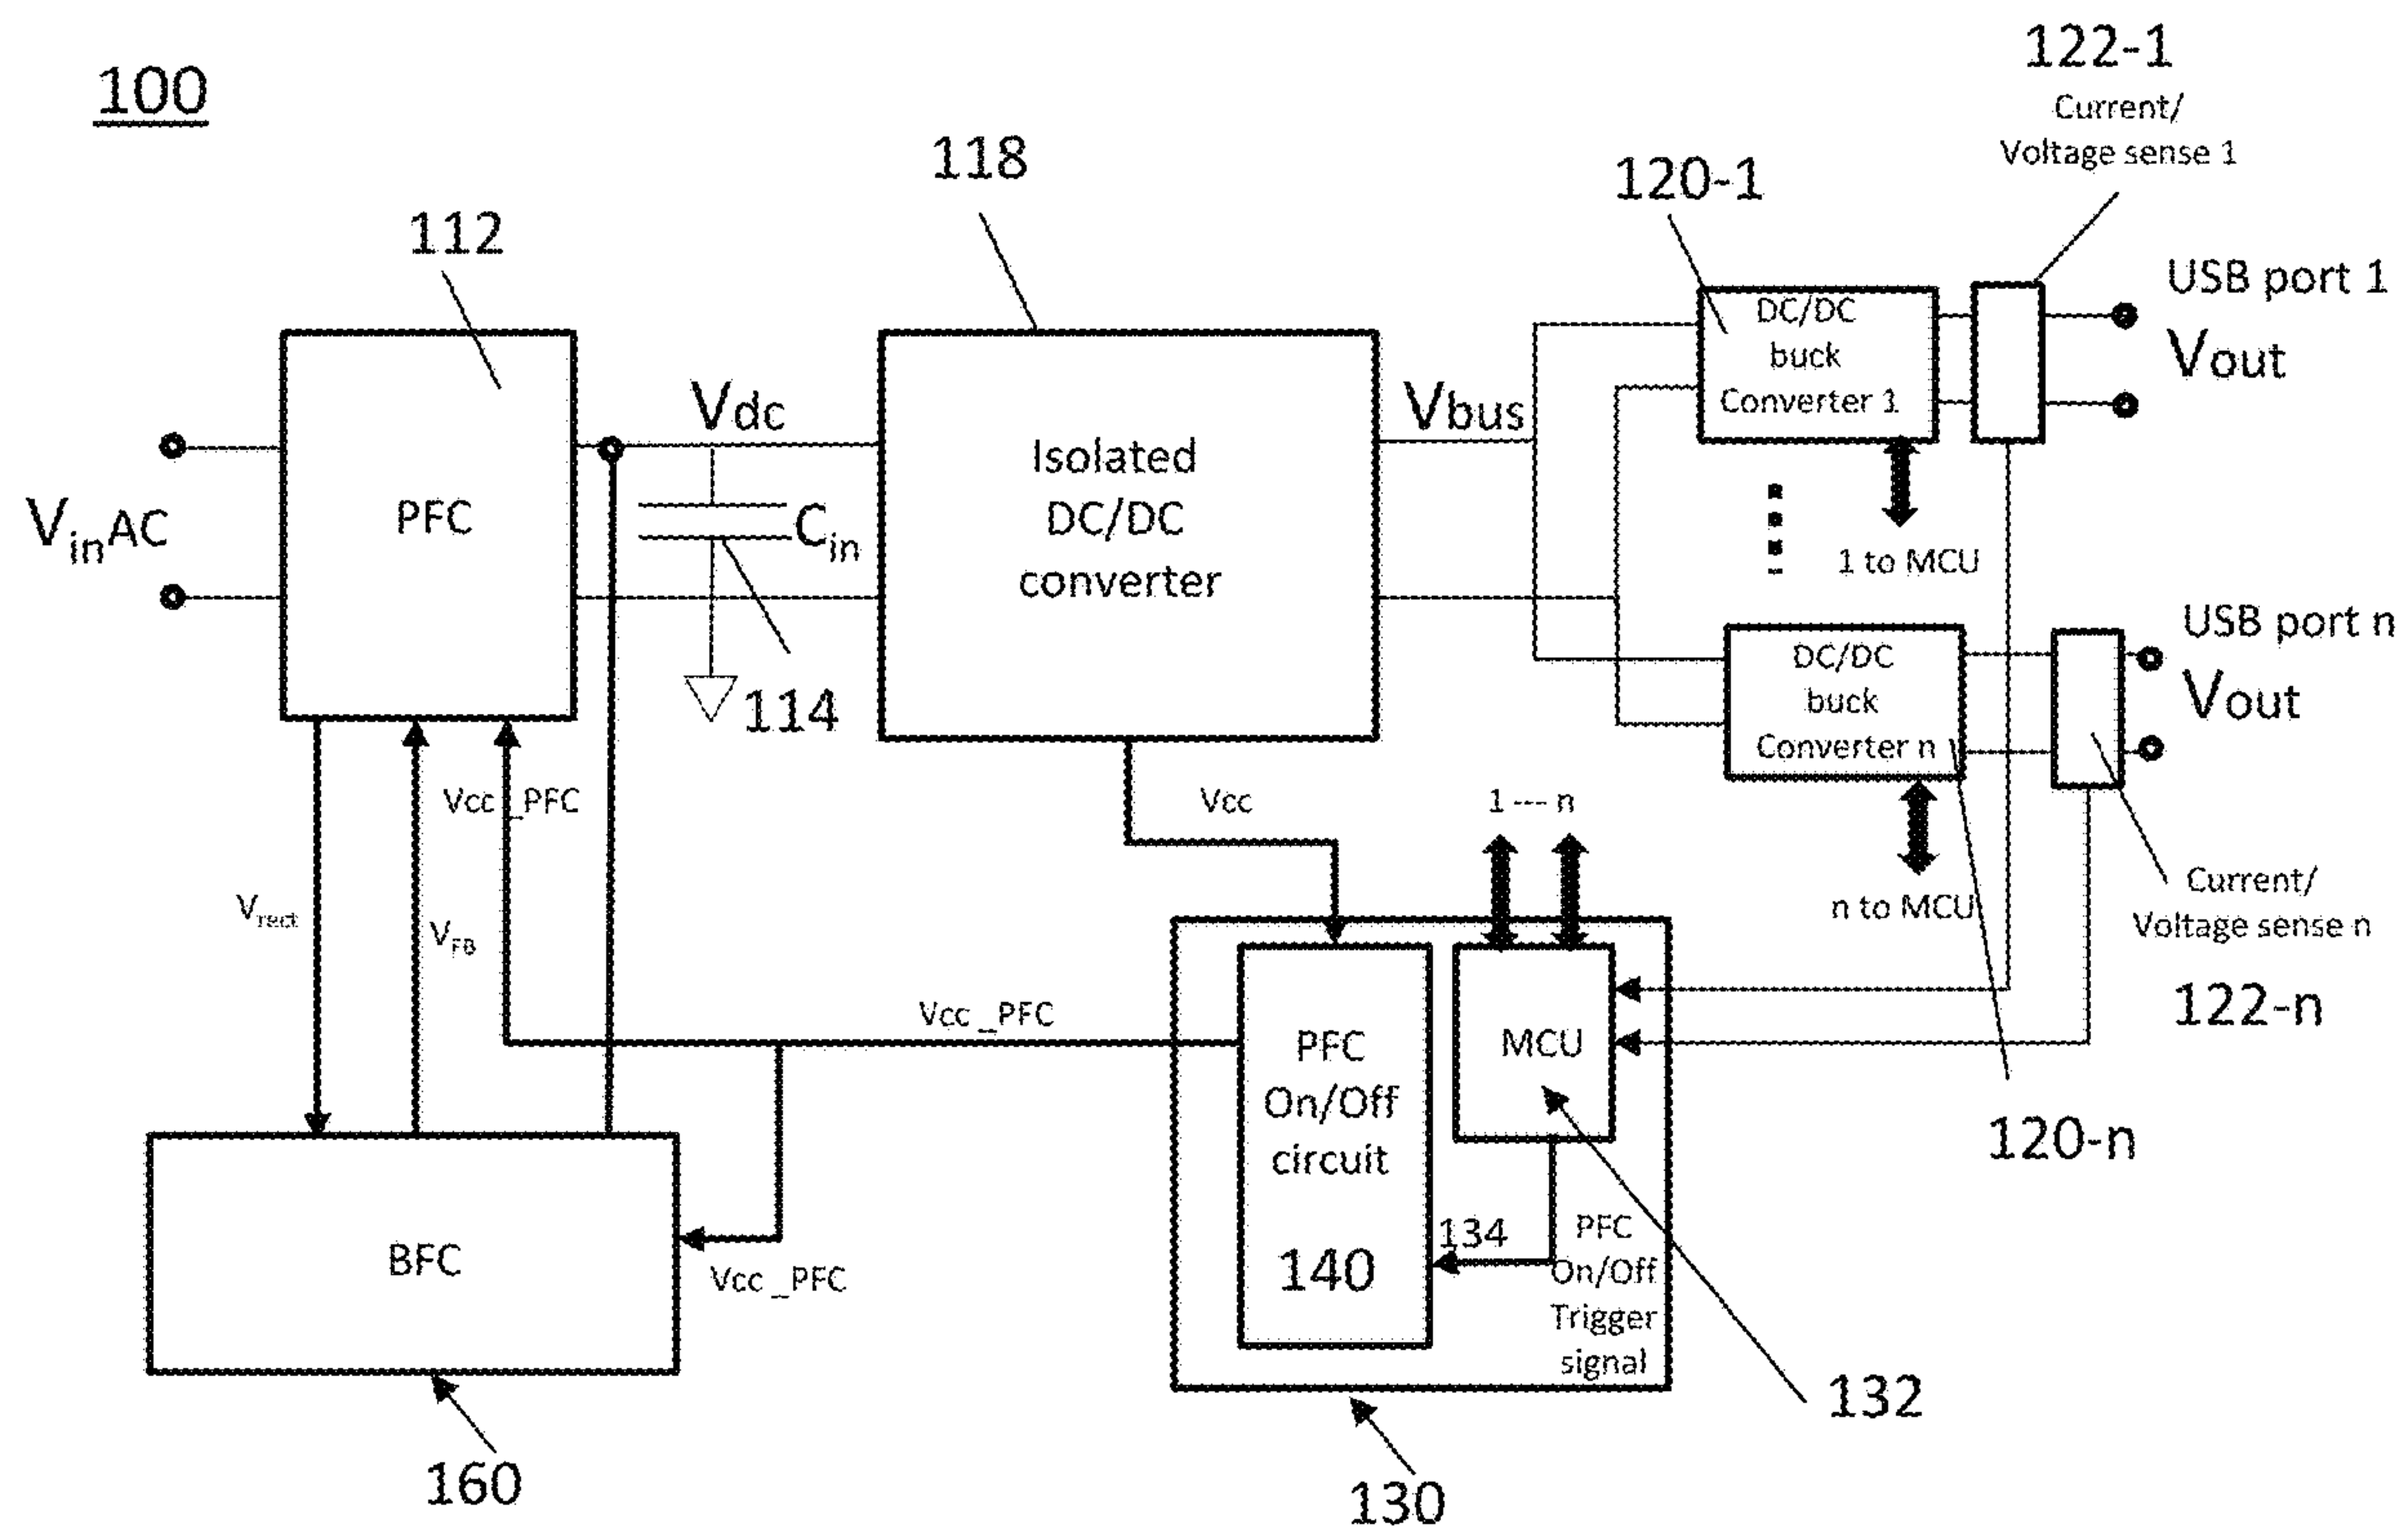 100
122-1
Current/
Voltage sense 1
118
120-1
112
USB port 1
Vout
DC/DC
buck
Converter 1
Vdc
Vbus
VinAC
PFC
Cin
Isolated
DC/DC
converter
1 to MCU
114
USB port n
Vout
DC/DC
buck
Converter n
Vcc_PFC
Vcc
1 --- n
Vrect
VFB
n to MCU
Current/
Voltage sense n
122-n
Vcc_PFC
PFC
On/Off
circuit
140
MCU
120-n
134
PFC
On/Off
Trigger
signal
BFC
Vcc_PFC
132
160
130